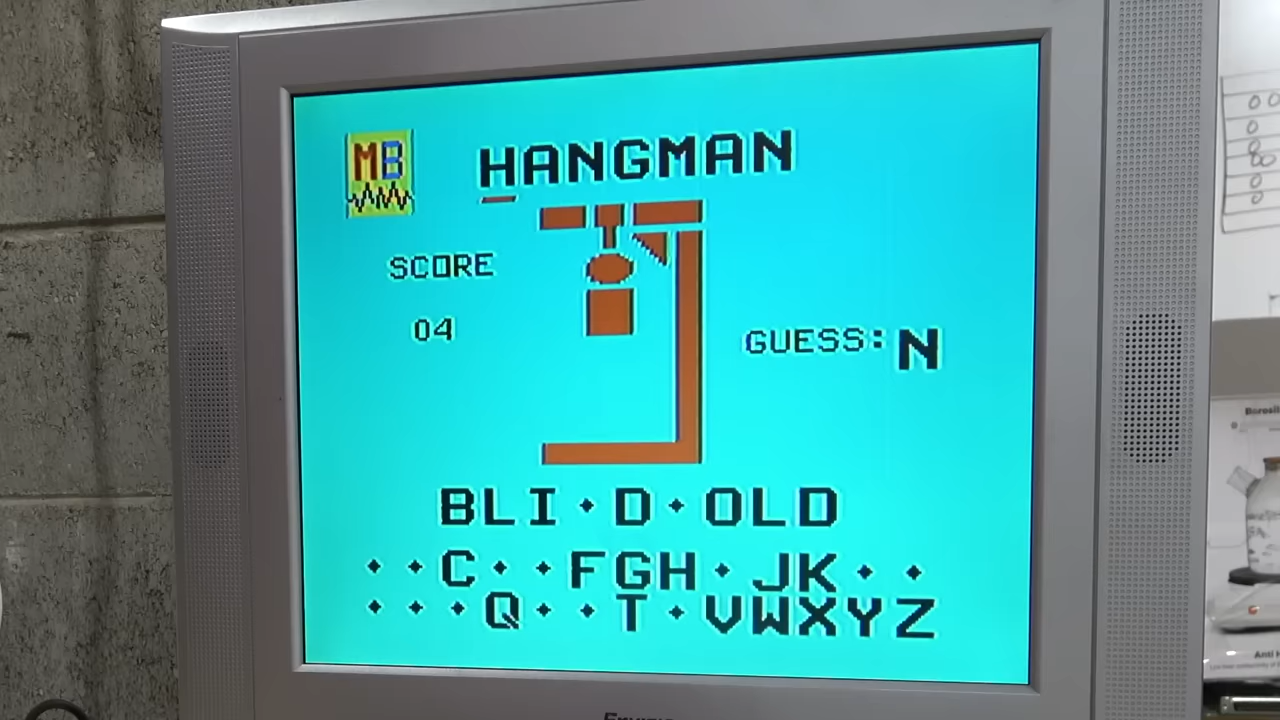 MB
HANGMAN
SCORE
04
GUESS: N
BLI·D·OLD
··C··FGH·JK··
···Q··T·VWXYZ